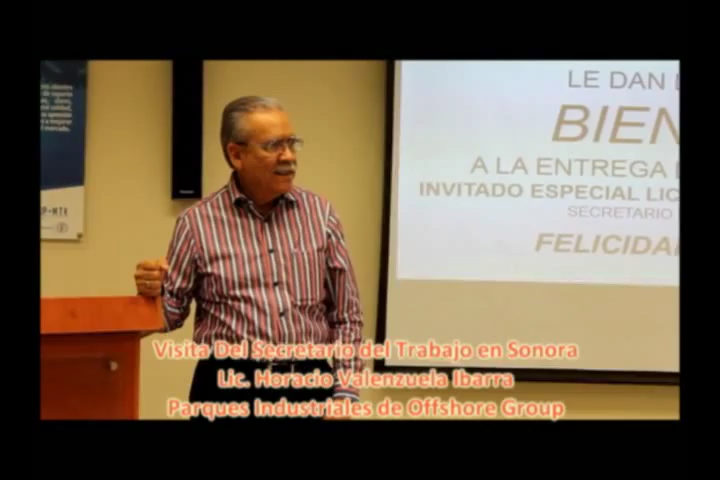 LE DAN
BIEN
A LA ENTREGA
INVITADO ESPECIAL LIC
SECRETARIO
FELICIDA
Visita Del Secretario del Trabajo en Sonora
Lic. Horacio Valenzuela Ibarra
Parques Industriales de Offshore Group